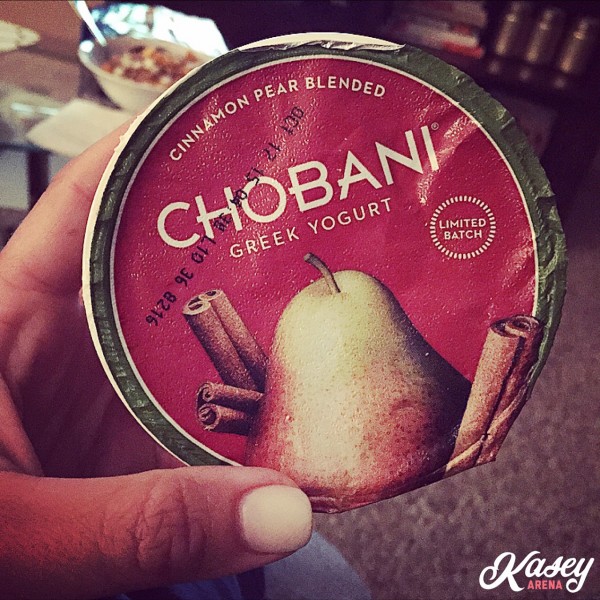 CINNAMON PEAR BLENDED
CHOBANI®
GREEK YOGURT
LIMITED
BATCH
Kasey
ARENA